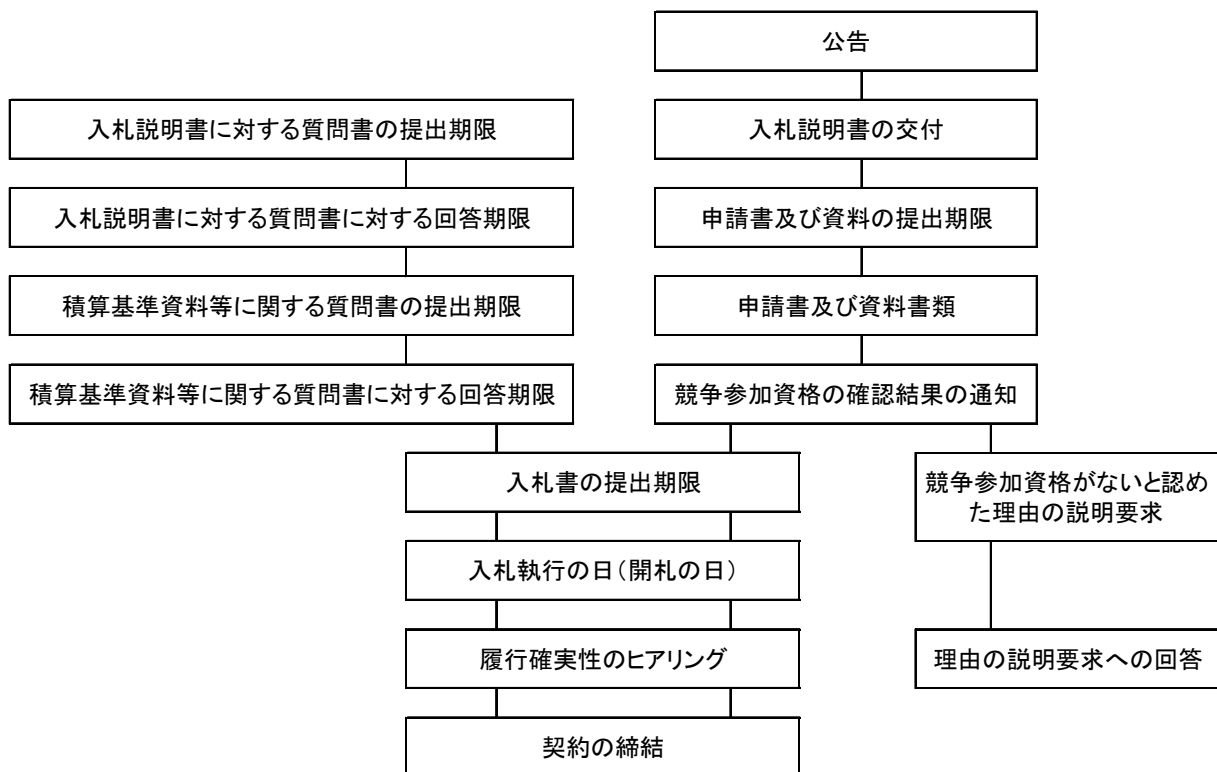 公告
入札説明書に対する質問書の提出期限
入札説明書の交付
入札説明書に対する質問書に対する回答期限
申請書及び資料の提出期限
積算基準資料等に関する質問書の提出期限
申請書及び資料書類
積算基準資料等に関する質問書に対する回答期限
競争参加資格の確認結果の通知
入札書の提出期限
競争参加資格がないと認め
た理由の説明要求
入札執行の日（開札の日）
履行確実性のヒアリング
理由の説明要求への回答
契約の締結